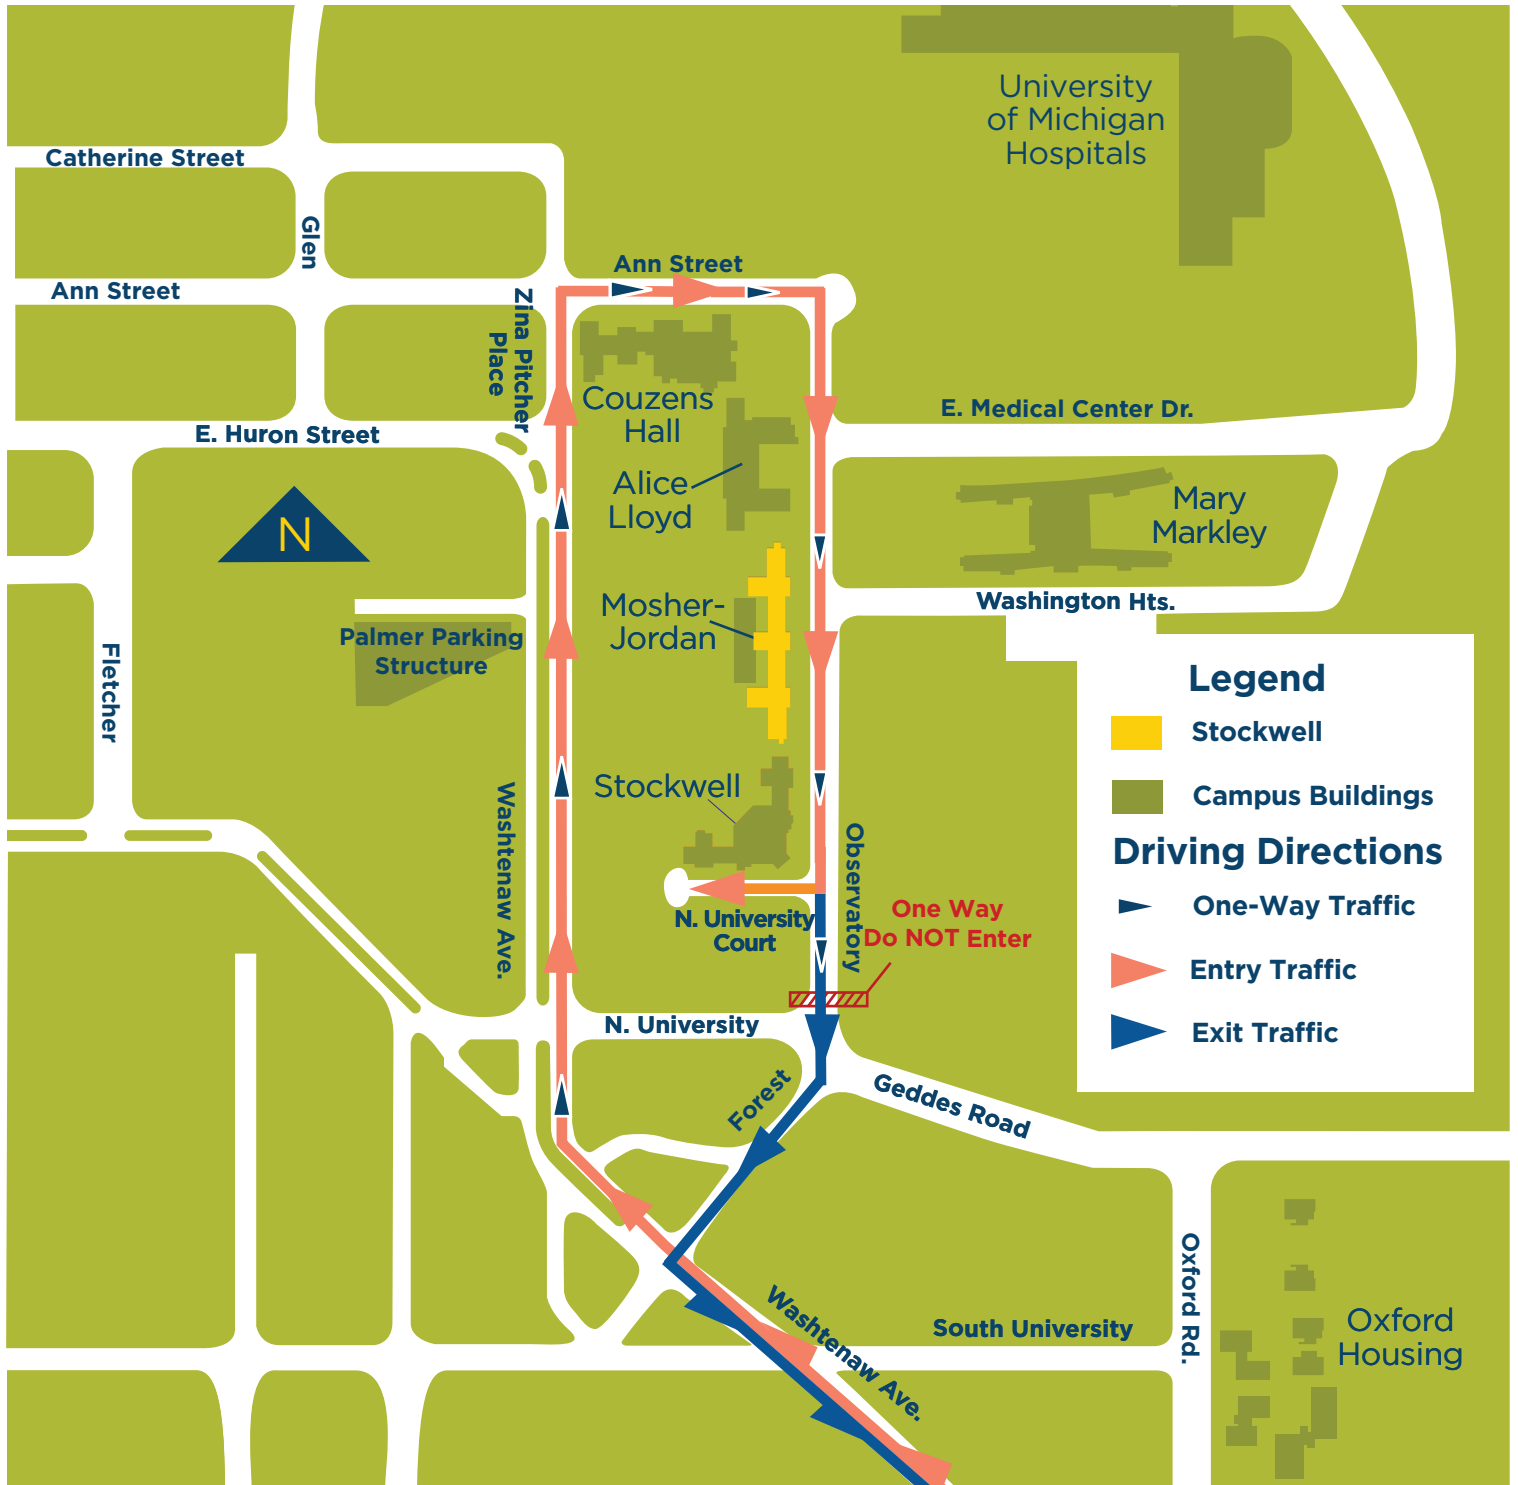 University
of Michigan
Hospitals
Catherine Street
Glen
Ann Street
Ann Street
Zina Pitcher
Place
Couzens
Hall
E. Medical Center Dr.
E. Huron Street
Alice
Lloyd
Mary
Markley
N
Mosher-
Jordan
Washington Hts.
Palmer Parking
Structure
Fletcher
Legend
Stockwell
Campus Buildings
Driving Directions
One-Way Traffic
Entry Traffic
Exit Traffic
Stockwell
Washtenaw Ave.
Observatory
N. University
Court
One Way
Do NOT Enter
N. University
Forest
Geddes Road
Oxford Rd.
Washtenaw Ave.
South University
Oxford
Housing